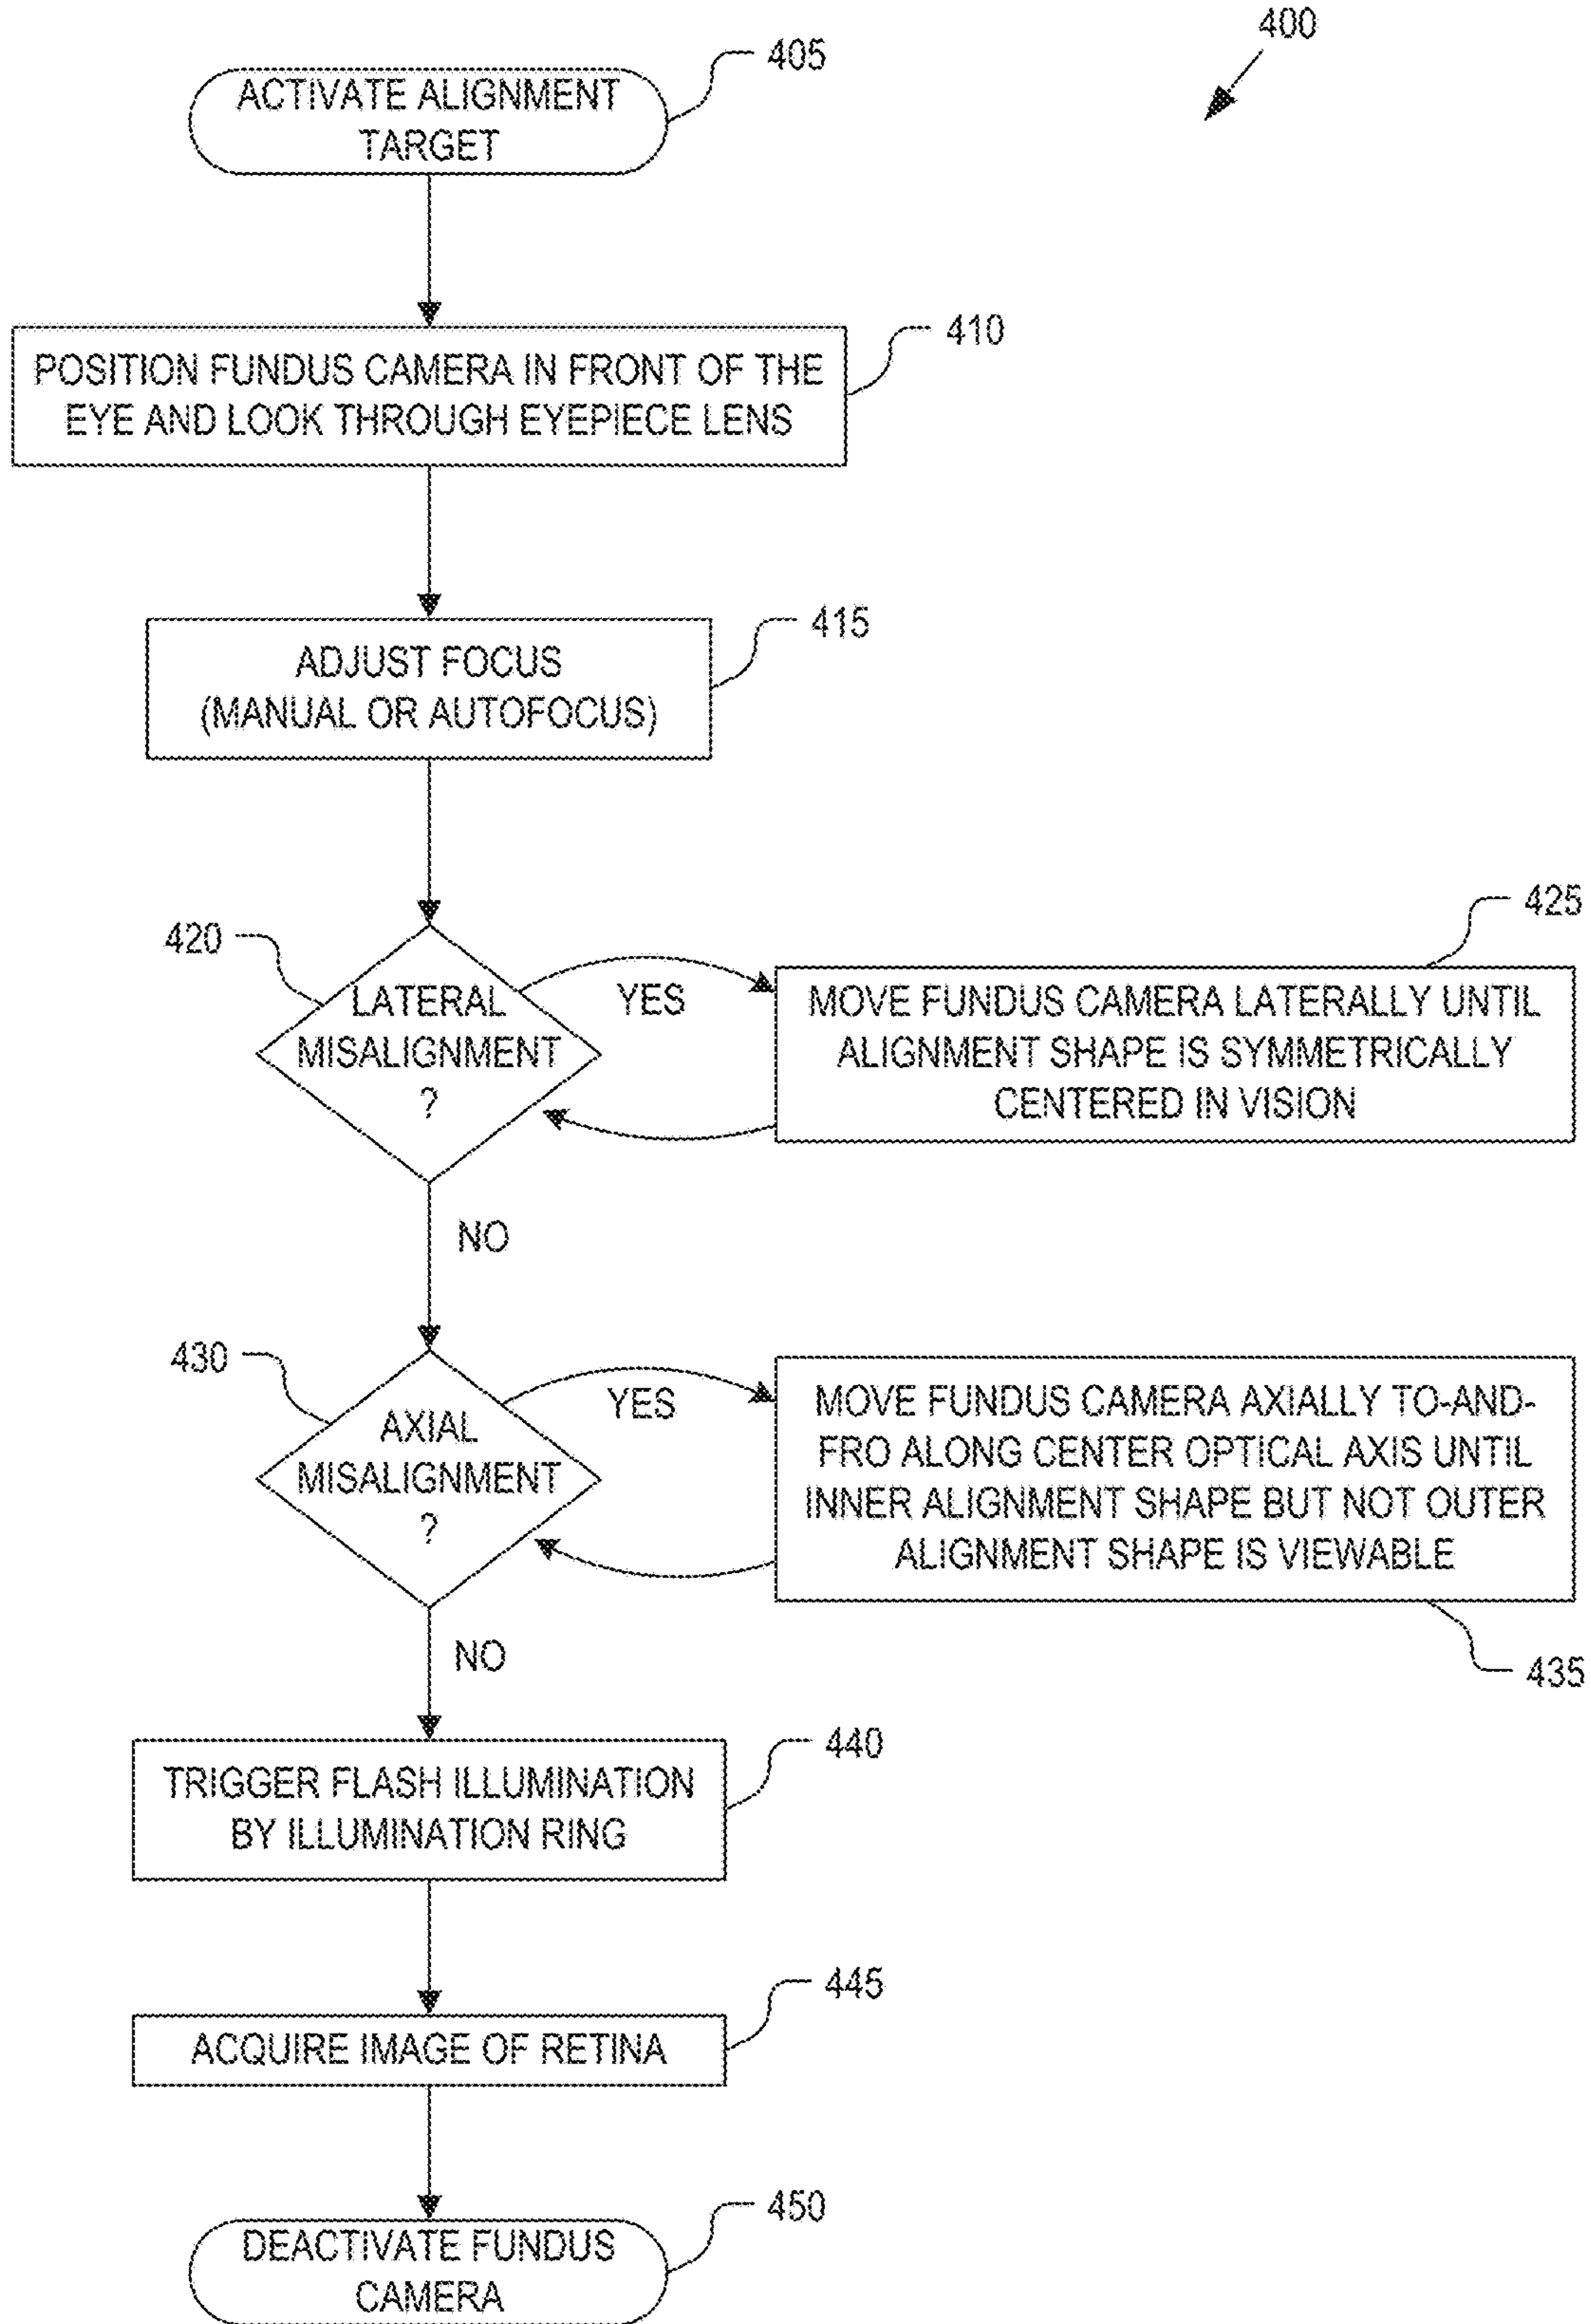 400
405
ACTIVATE ALIGNMENT
TARGET
410
POSITION FUNDUS CAMERA IN FRONT OF THE
EYE AND LOOK THROUGH EYEPIECE LENS
415
ADJUST FOCUS
(MANUAL OR AUTOFOCUS)
420
LATERAL
MISALIGNMENT
?
YES
425
MOVE FUNDUS CAMERA LATERALLY UNTIL
ALIGNMENT SHAPE IS SYMMETRICALLY
CENTERED IN VISION
NO
430
AXIAL
MISALIGNMENT
?
YES
MOVE FUNDUS CAMERA AXIALLY TO-AND-
FRO ALONG CENTER OPTICAL AXIS UNTIL
INNER ALIGNMENT SHAPE BUT NOT OUTER
ALIGNMENT SHAPE IS VIEWABLE
435
NO
440
TRIGGER FLASH ILLUMINATION
BY ILLUMINATION RING
445
ACQUIRE IMAGE OF RETINA
450
DEACTIVATE FUNDUS
CAMERA